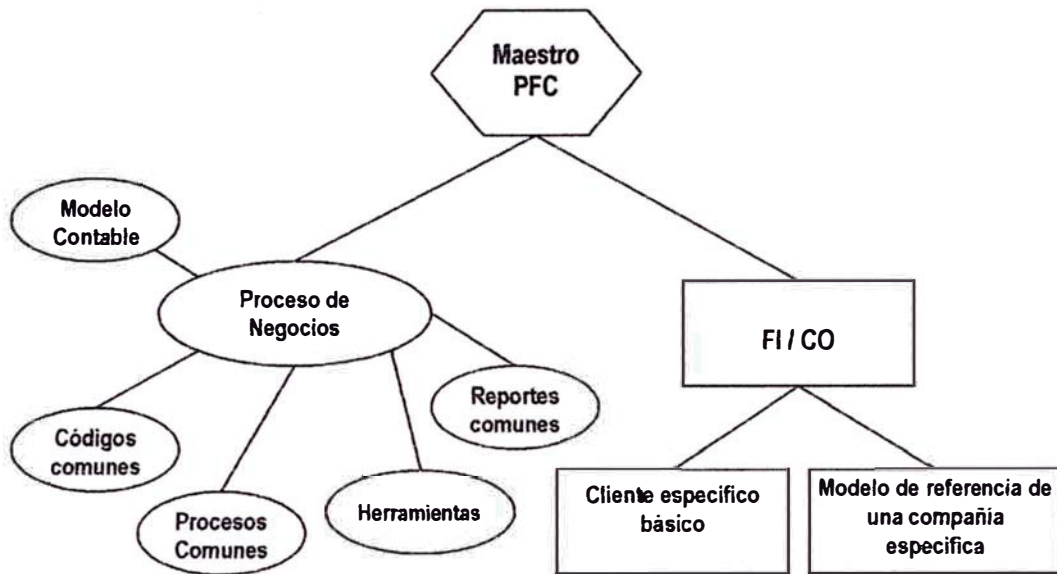 Maestro
PFC
Modelo
Contable
Proceso de
Negocios
FI / CO
Reportes
comunes
Códigos
comunes
Procesos
Comunes
Herramientas
Cliente especifico
básico
Modelo de referencia de
una compañía
especifica